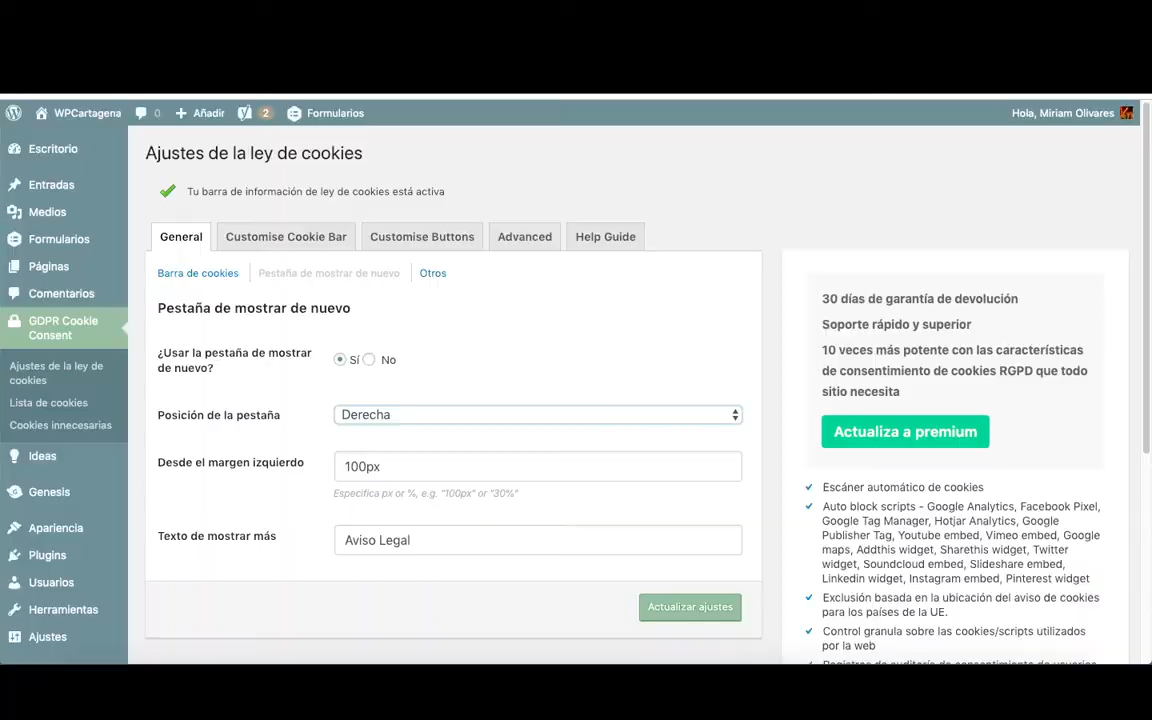 WPCartagena 0 Añadir 2 Formularios Hola, Miriam Olivares
Escritorio
Entradas
Medios
Formularios
Páginas
Comentarios
GDPR Cookie
Consent
Ajustes de la ley de
cookies
Lista de cookies
Cookies innecesarias
Ideas
Genesis
Apariencia
Plugins
Usuarios
Herramientas
Ajustes
Ajustes de la ley de cookies
Tu barra de información de ley de cookies está activa
General Customise Cookie Bar Customise Buttons Advanced Help Guide
Barra de cookies Pestaña de mostrar de nuevo Otros
Pestaña de mostrar de nuevo
¿Usar la pestaña de mostrar
de nuevo?
Sí No
Posición de la pestaña
Derecha
Desde el margen izquierdo
100px
Especifica px or %, e.g. "100px" or "30%"
Texto de mostrar más
Aviso Legal
Actualizar ajustes
30 días de garantía de devolución
Soporte rápido y superior
10 veces más potente con las características
de consentimiento de cookies RGPD que todo
sitio necesita
Actualiza a premium
Escáner automático de cookies
Auto block scripts - Google Analytics, Facebook Pixel,
Google Tag Manager, Hotjar Analytics, Google
Publisher Tag, Youtube embed, Vimeo embed, Google
maps, Addthis widget, Sharethis widget, Twitter
widget, Soundcloud embed, Slideshare embed,
Linkedin widget, Instagram embed, Pinterest widget
Exclusión basada en la ubicación del aviso de cookies
para los países de la UE.
Control granula sobre las cookies/scripts utilizados
por la web